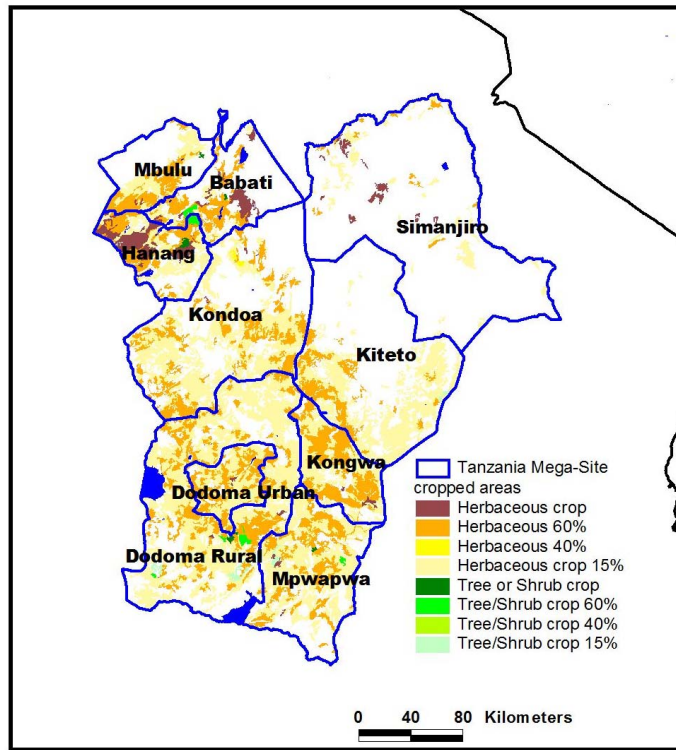 Mbulu
Babati
Simanjiro
Hanang
Kondoa
Kiteto
Kongwa
Dodoma Urban
Dodoma Rural
Mpwapwa
Tanzania Mega-Site
cropped areas
Herbaceous crop
Herbaceous 60%
Herbaceous 40%
Herbaceous crop 15%
Tree or Shrub crop
Tree/Shrub crop 60%
Tree/Shrub crop 40%
Tree/Shrub crop 15%
0 40 80 Kilometers